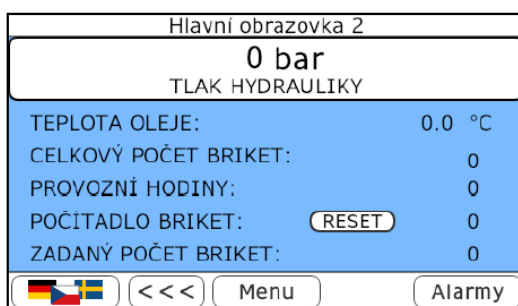 Hlavní obrazovka 2
0 bar
TLAK HYDRAULIKY
TEPLOTA OLEJE: 0.0 °C
CELKOVÝ POČET BRIKET: 0
PROVOZNÍ HODINY: 0
POČÍTADLO BRIKET: RESET 0
ZADANÝ POČET BRIKET: 0
<<< Menu Alarmy